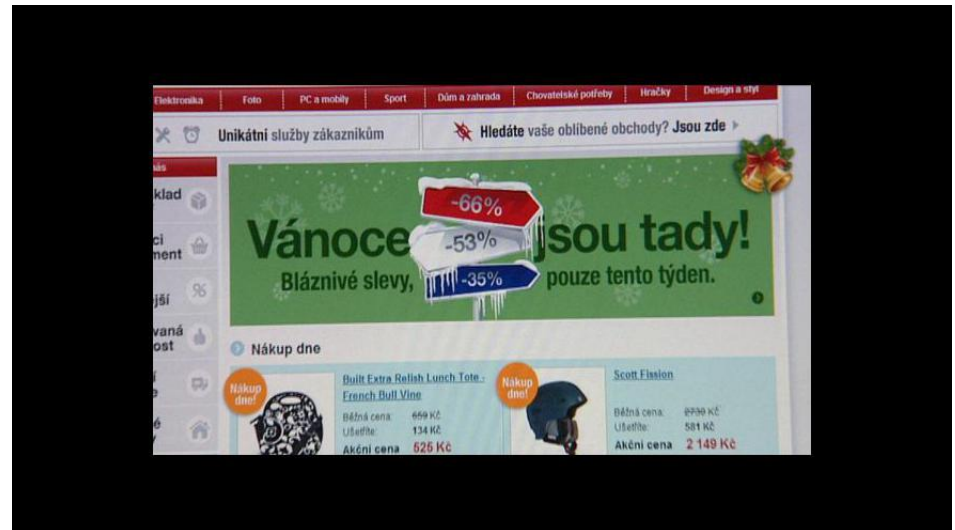 Elektronika Foto PC a mobily Sport Dům a zahrada Chovatelské potřeby Hračky Design a styl
Unikátní služby zákazníkům
Hledáte vaše oblíbené obchody? Jsou zde
nás
klad
ci
ment
jší
vaná
ost
é
-66%
-53%
-35%
Vánoce jsou tady!
Bláznivé slevy, pouze tento týden.
Nákup dne
Nákup
dne!
Built Extra Relish Lunch Tote -
French Bull Vine
Běžná cena: 659 Kč
Ušetříte: 134 Kč
Akční cena 525 Kč
Nákup
dne!
Scott Fission
Běžná cena: 2730 Kč
Ušetříte: 581 Kč
Akční cena 2 149 Kč